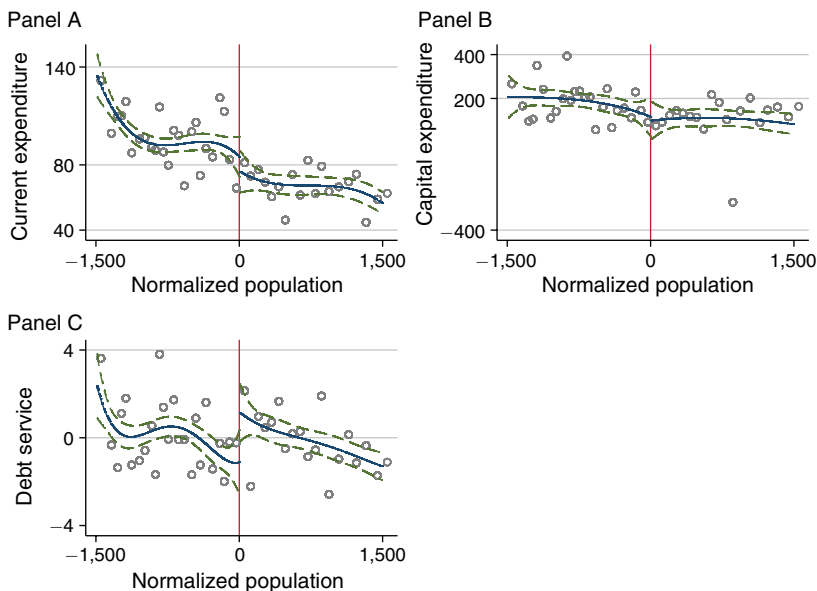 Panel A
Current expenditure
140
80
40
−1,500 0 1,500
Normalized population
Panel B
Capital expenditure
400
200
−400
−1,500 0 1,500
Normalized population
Panel C
Debt service
4
0
−4
−1,500 0 1,500
Normalized population